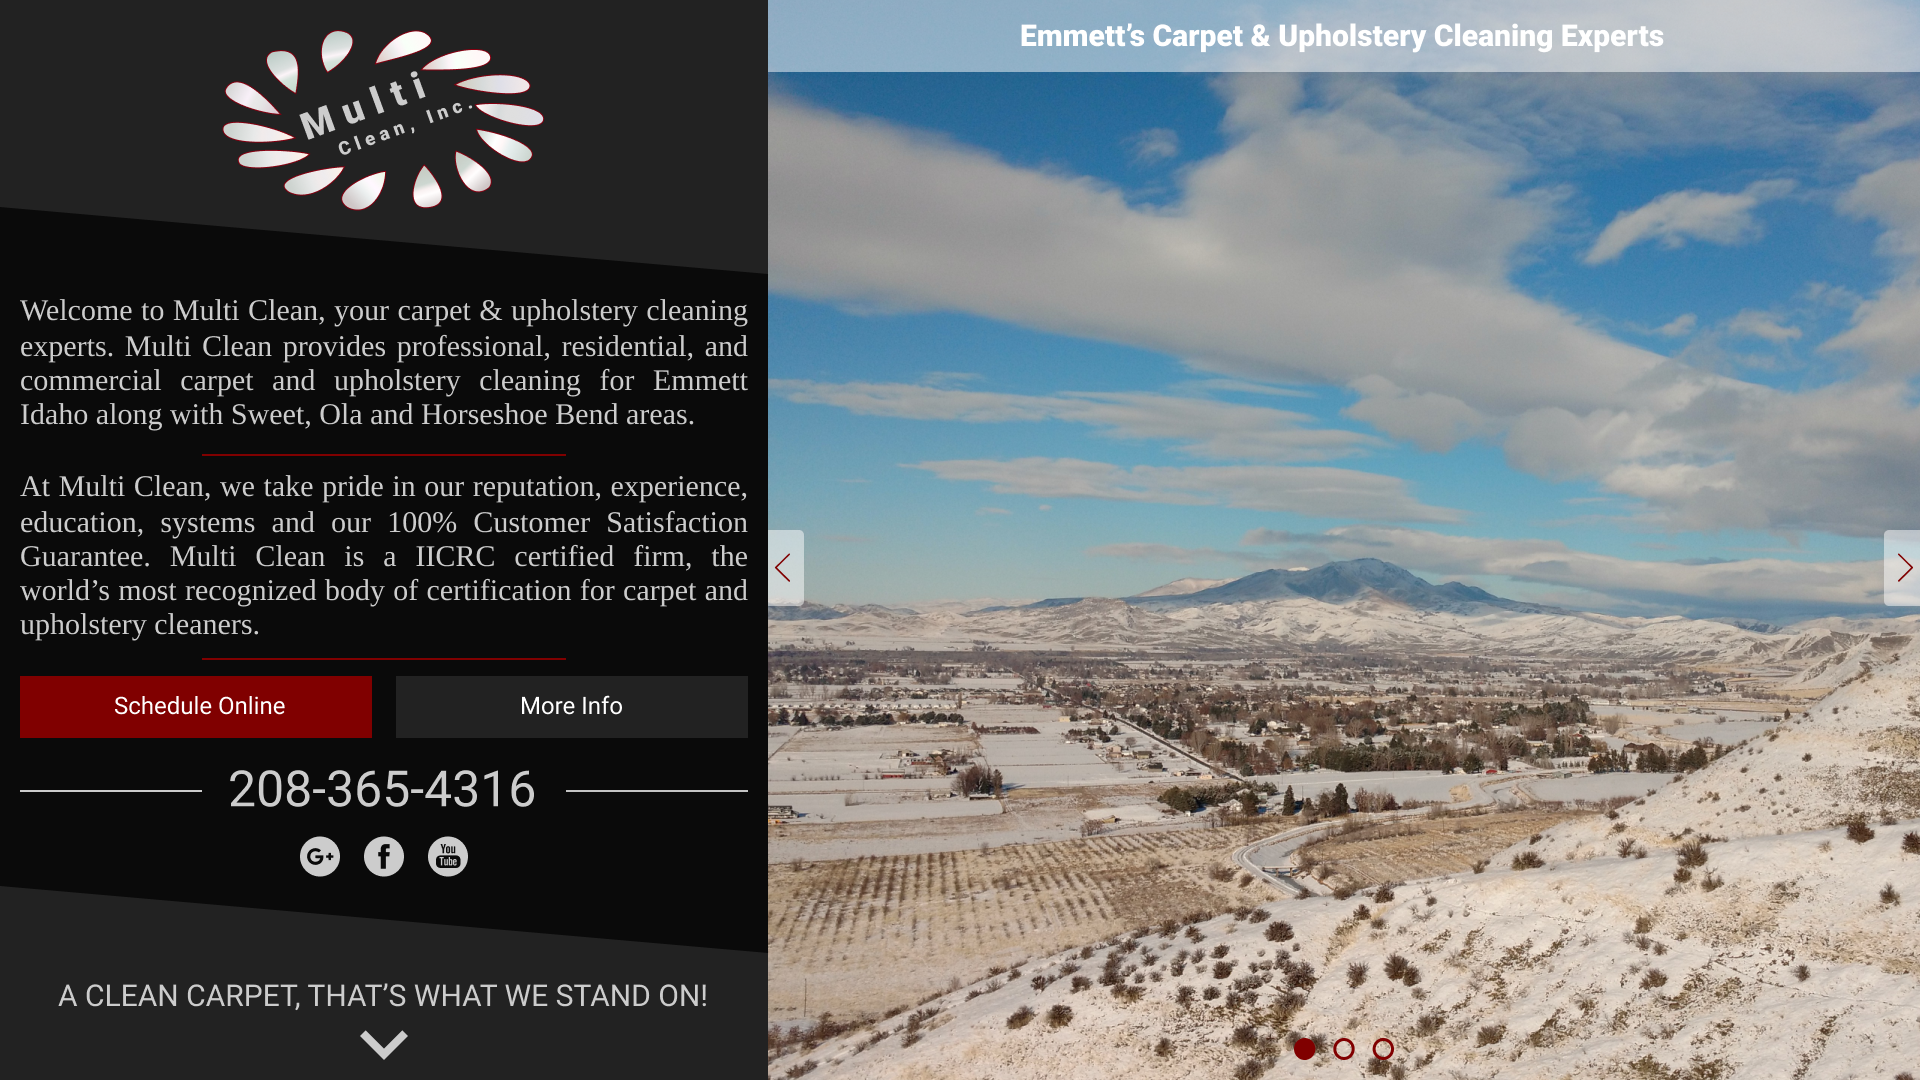 Multi
Clean, Inc.
Emmett’s Carpet & Upholstery Cleaning Experts
Welcome to Multi Clean, your carpet & upholstery cleaning
experts. Multi Clean provides professional, residential, and
commercial carpet and upholstery cleaning for Emmett
Idaho along with Sweet, Ola and Horseshoe Bend areas.
At Multi Clean, we take pride in our reputation, experience,
education, systems and our 100% Customer Satisfaction
Guarantee. Multi Clean is a IICRC certified firm, the
world’s most recognized body of certification for carpet and
upholstery cleaners.
Schedule Online
More Info
208-365-4316
G+
f
You
Tube
A CLEAN CARPET, THAT’S WHAT WE STAND ON!